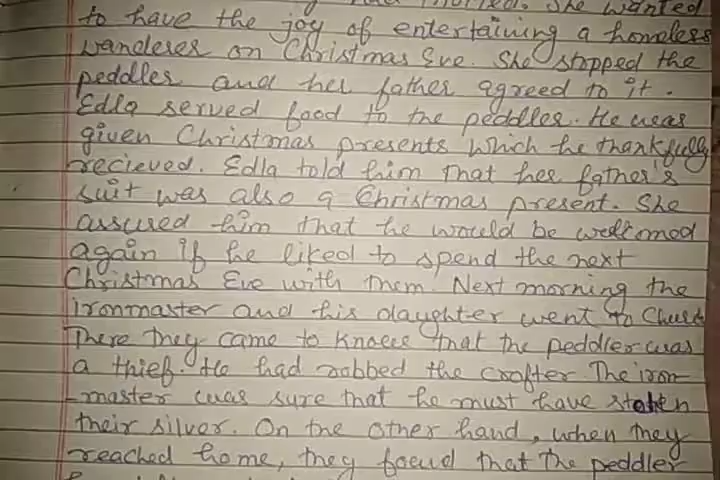 She wanted
to have the joy of entertaining a homeless
wanderer on Christmas Eve. She stopped the
peddler and her father agreed to it.
Edla served food to the peddler. He was
given Christmas presents which he thankfully
recieved. Edla told him that her father's
suit was also a Christmas present. She
assured him that he would be welcomed
again if he liked to spend the next
Christmas Eve with them. Next morning the
ironmaster and his daughter went to Church
There they came to know that the peddler was
a thief. He had robbed the crofter. The iron-
-master was sure that he must have stolen
their silver. On the other hand, when they
reached home, they found that the peddler